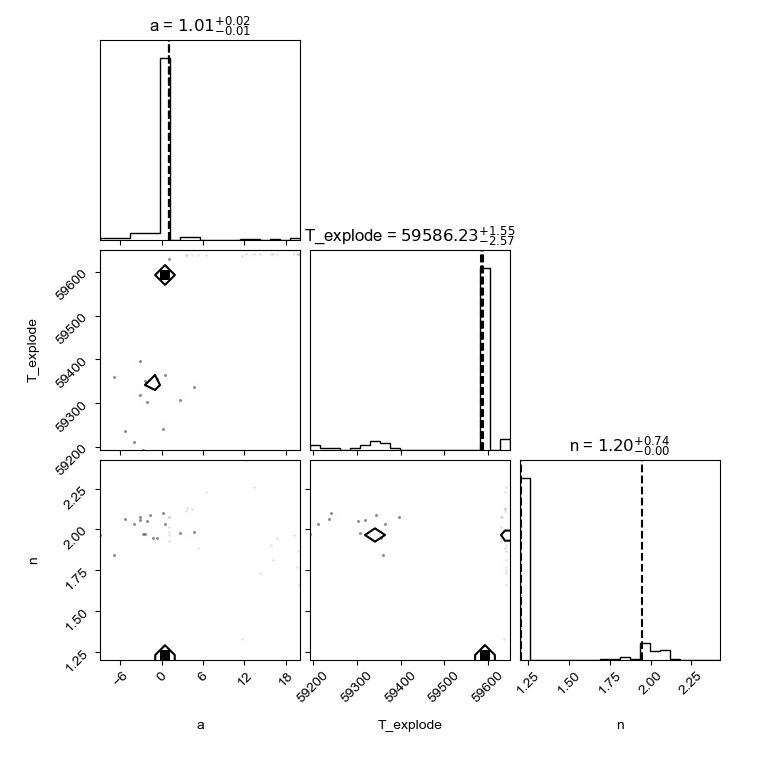 a = 1.01 +0.02 −0.01
T_explode = 59586.23 +1.55 −2.57
n = 1.20 +0.74 −0.00
T_explode
59600
59500
59400
59300
59200
n
2.25
2.00
1.75
1.50
1.25
−6 0 6 12 18
59200 59300 59400 59500 59600
1.25 1.50 1.75 2.00 2.25
a T_explode n